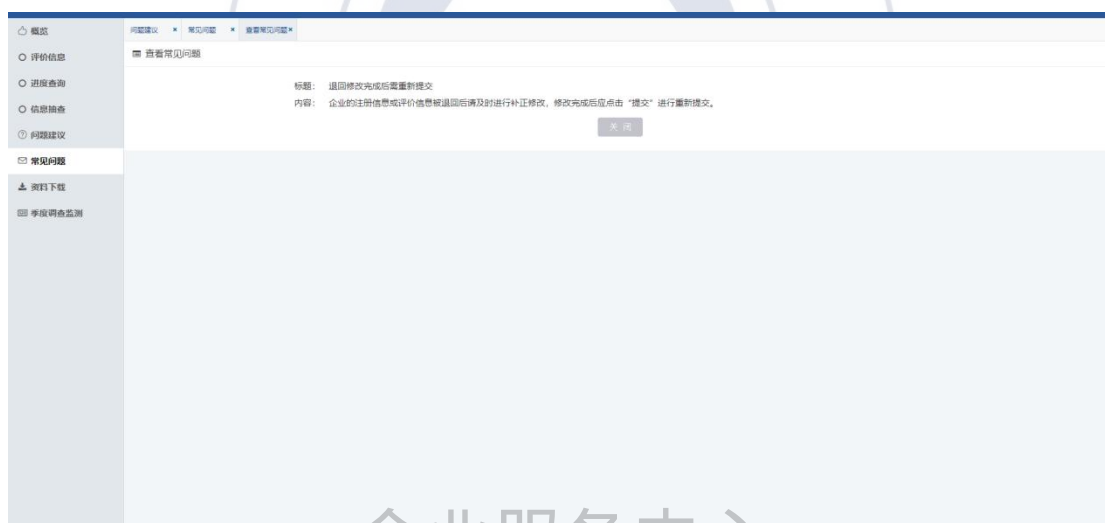 概览
评价信息
进度查询
信息抽查
问题建议
常见问题
资料下载
季度调查监测
问题建议 × 常见问题 × 查看常见问题×
查看常见问题
标题： 退回修改完成后需重新提交
内容： 企业的注册信息或评价信息被退回后请及时进行补正修改，修改完成后应点击“提交”进行重新提交。
关 闭
企业服务中心